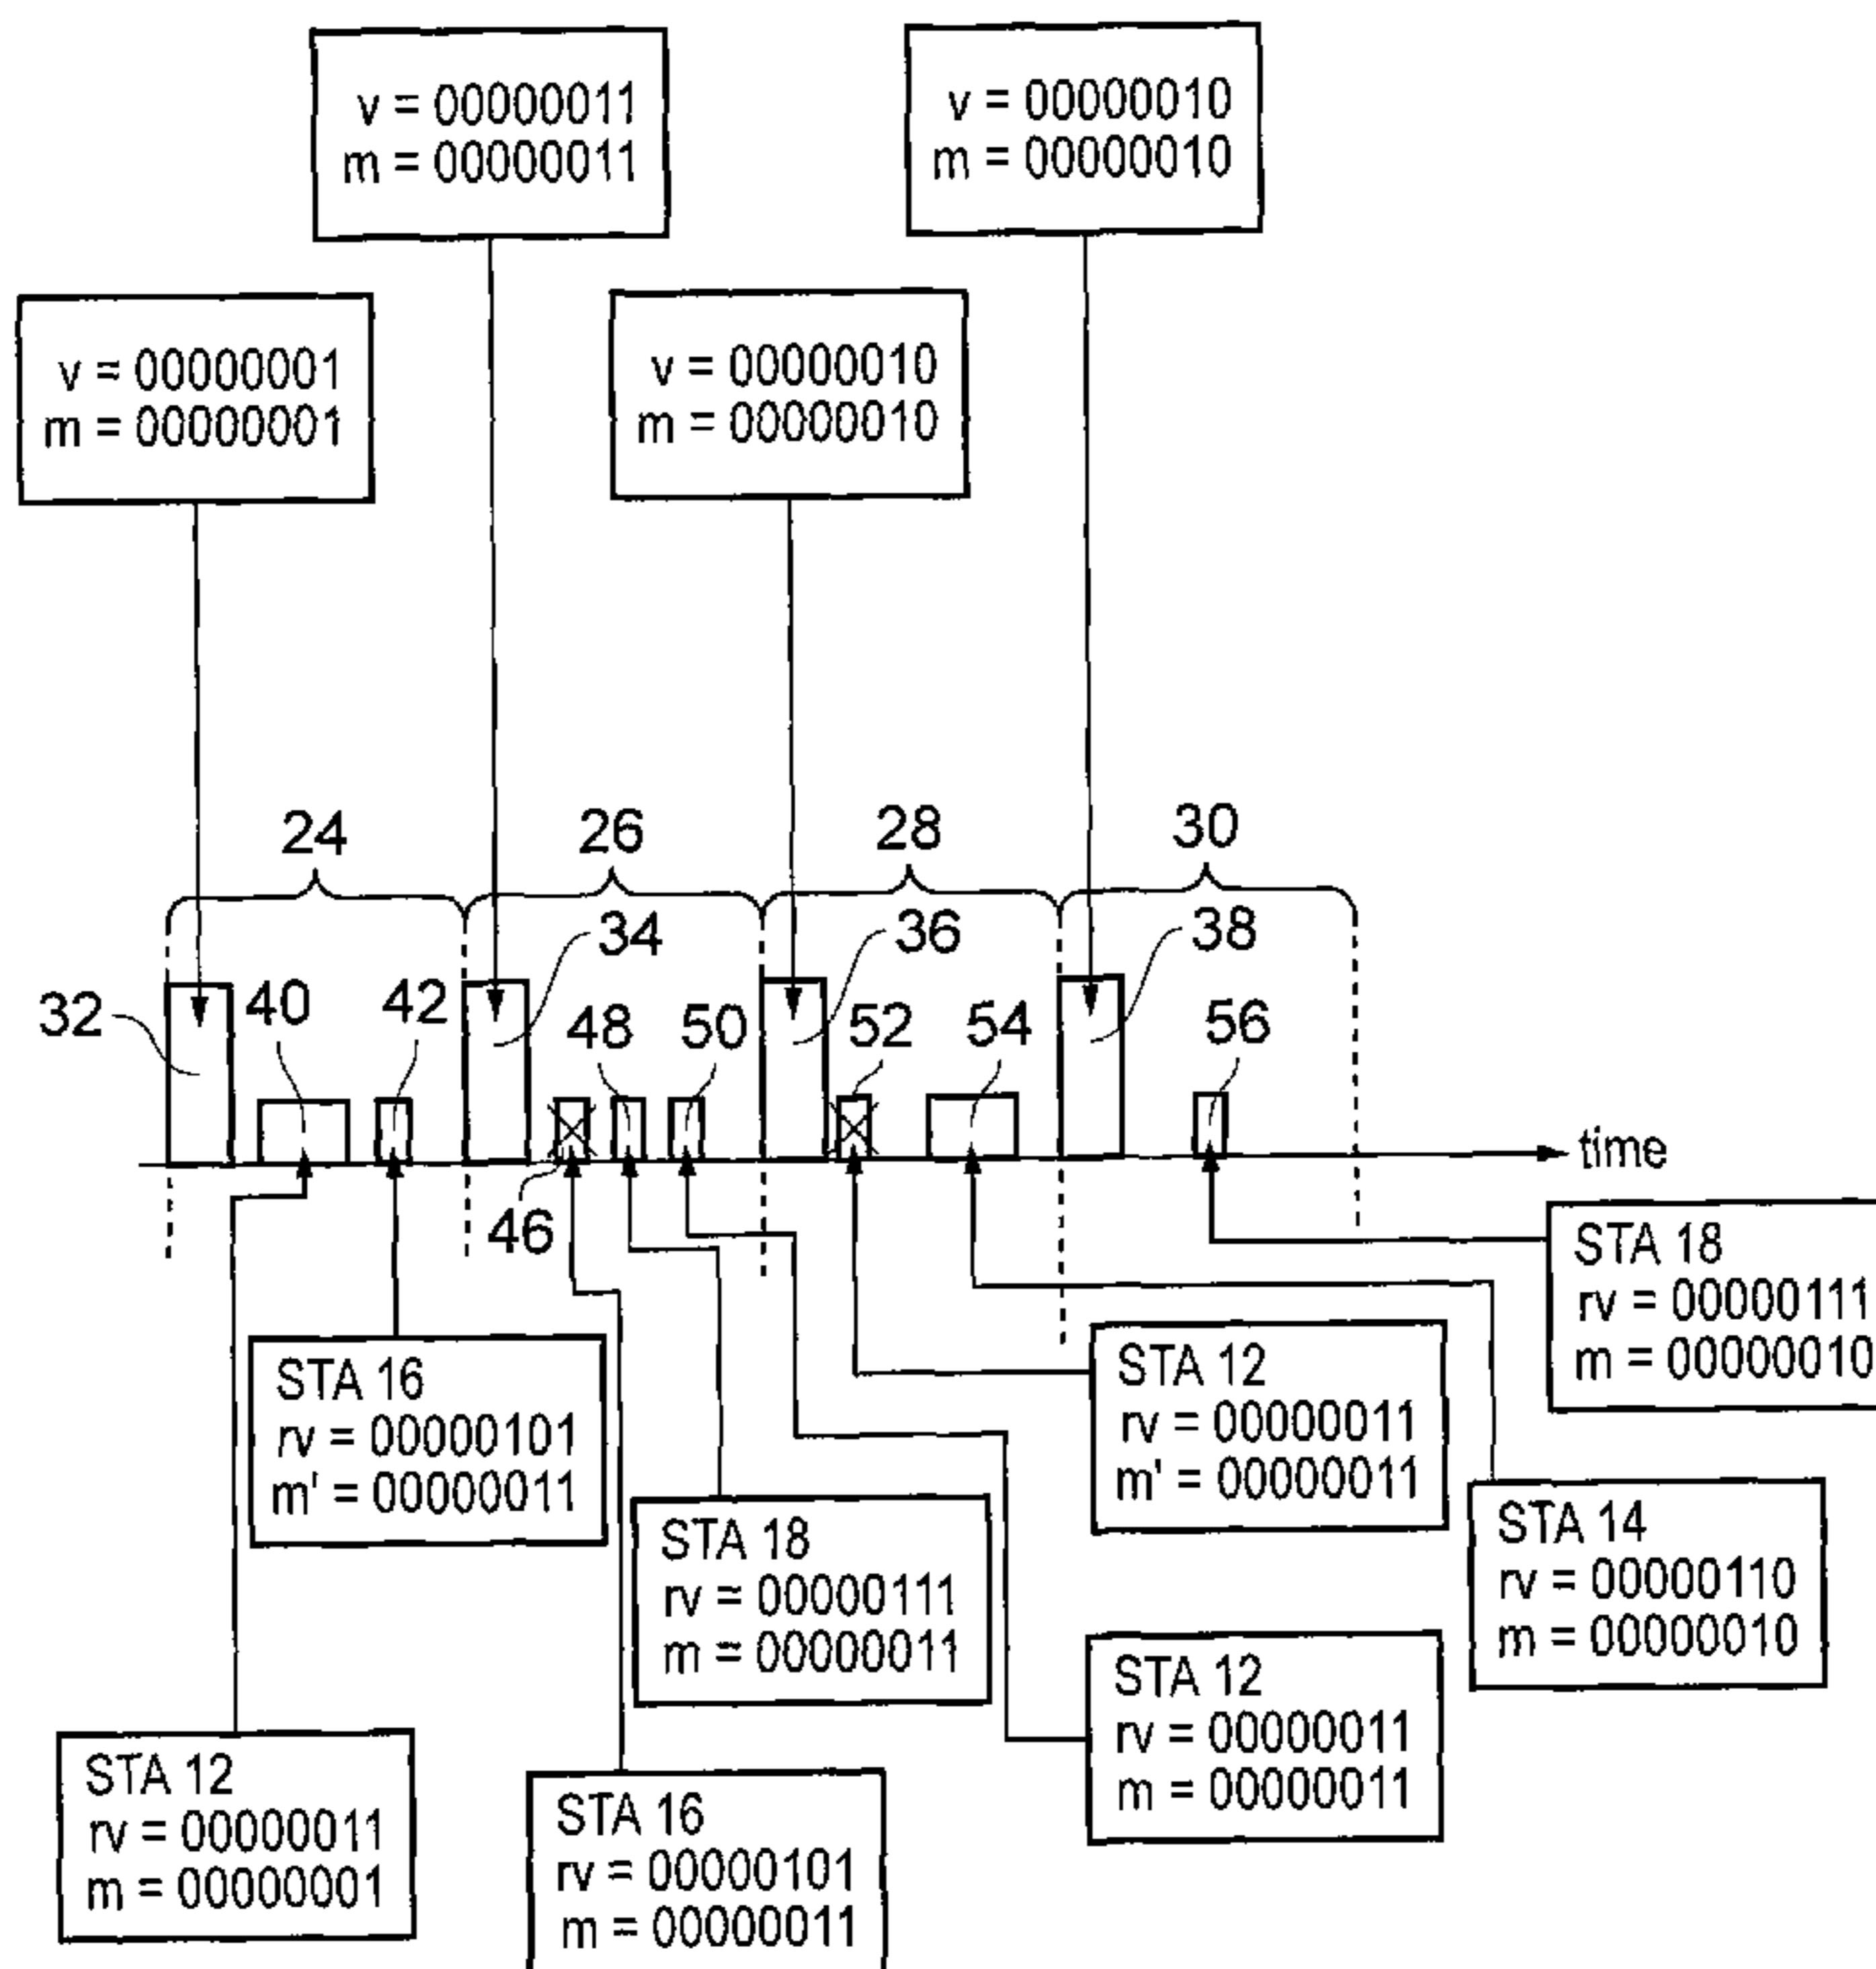 v = 00000011
m = 00000011
v = 00000010
m = 00000010
v = 00000001
m = 00000001
v = 00000010
m = 00000010
24
26
28
30
34
36
38
32
40
42
48
50
52
54
56
46
time
STA 18
rv = 00000111
m = 00000010
STA 16
rv = 00000101
m' = 00000011
STA 12
rv = 00000011
m' = 00000011
STA 18
rv = 00000111
m = 00000011
STA 14
rv = 00000110
m = 00000010
STA 12
rv = 00000011
m = 00000011
STA 12
rv = 00000011
m = 00000001
STA 16
rv = 00000101
m = 00000011